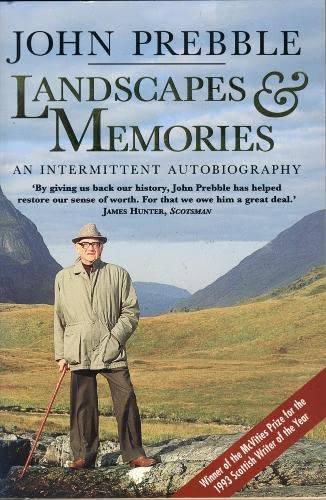 JOHN PREBBLE
LANDSCAPES &
MEMORIES
AN INTERMITTENT AUTOBIOGRAPHY
'By giving us back our history, John Prebble has helped
restore our sense of worth. For that we owe him a great deal.'
JAMES HUNTER, SCOTSMAN
Winner of the McVities Prize for the
1993 Scottish Writer of the Year